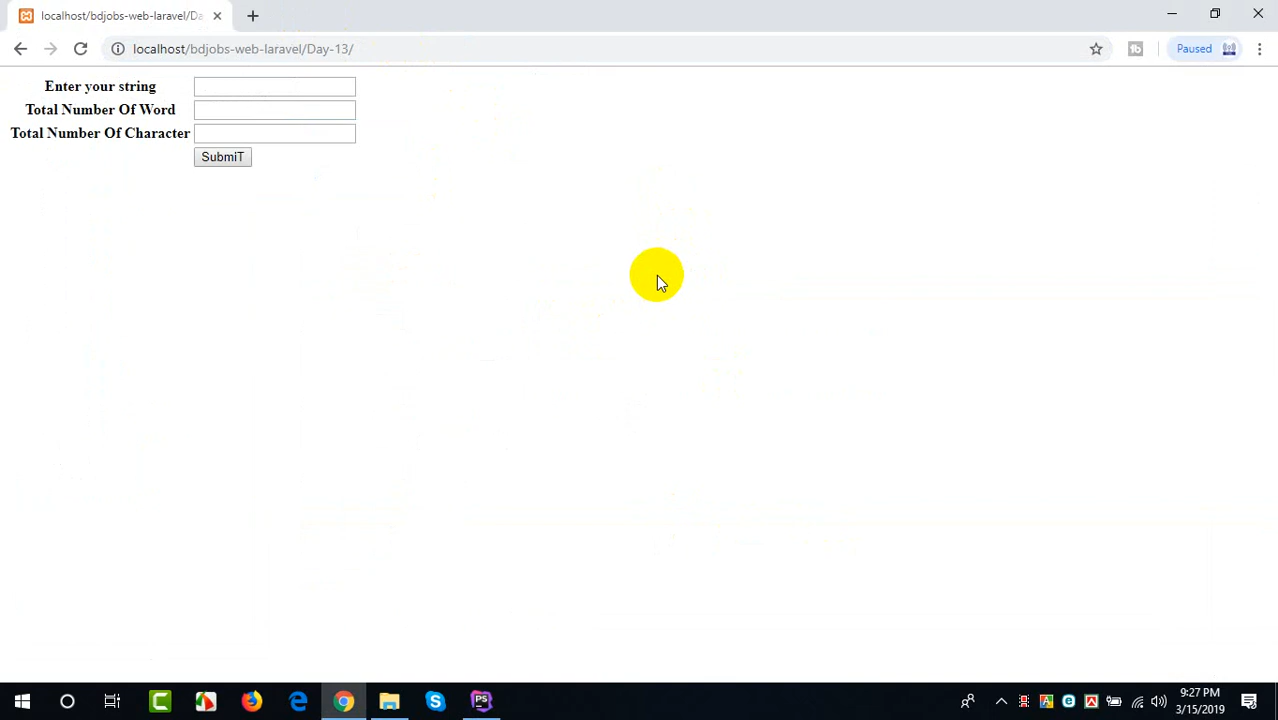 localhost/bdjobs-web-laravel/Da
localhost/bdjobs-web-laravel/Day-13/
Paused
Enter your string
Total Number Of Word
Total Number Of Character
SubmiT
9:27 PM
3/15/2019